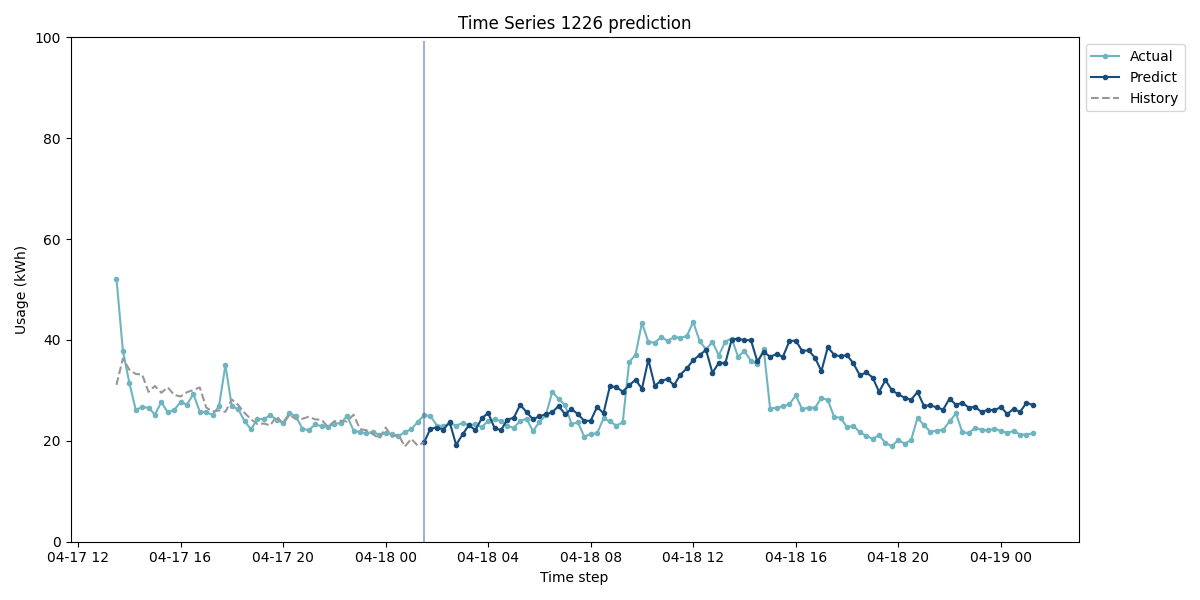 Time Series 1226 prediction
Actual
Predict
History
Usage (kWh)
100
80
60
40
20
0
04-17 12 04-17 16 04-17 20 04-18 00 04-18 04 04-18 08 04-18 12 04-18 16 04-18 20 04-19 00
Time step